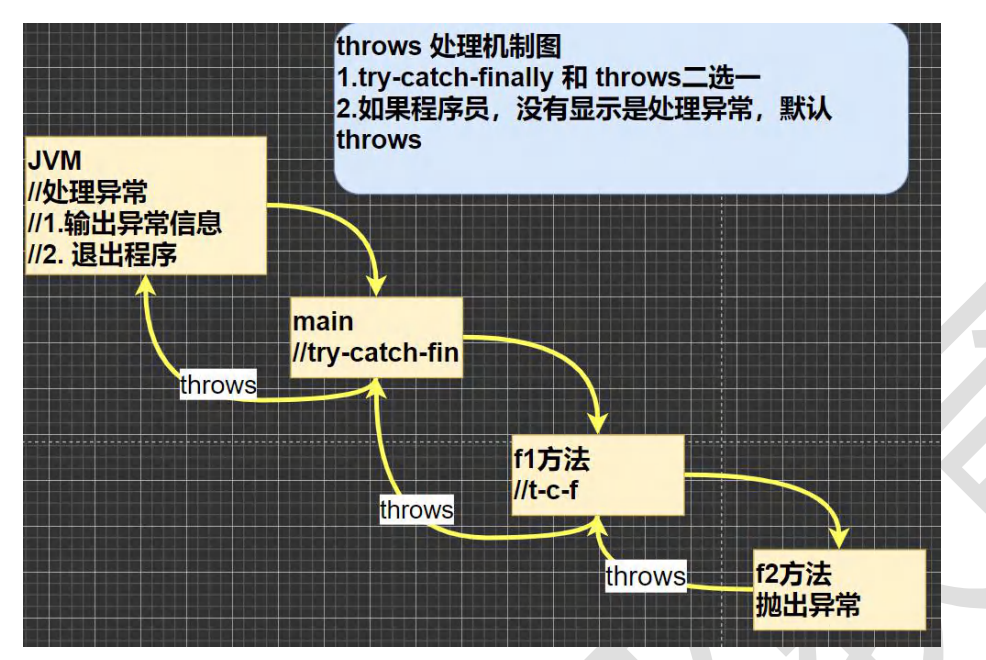 throws 处理机制图
1.try-catch-finally 和 throws二选一
2.如果程序员，没有显示是处理异常，默认
throws
JVM
//处理异常
//1.输出异常信息
//2. 退出程序
main
//try-catch-fin
throws
f1方法
//t-c-f
throws
f2方法
抛出异常
throws